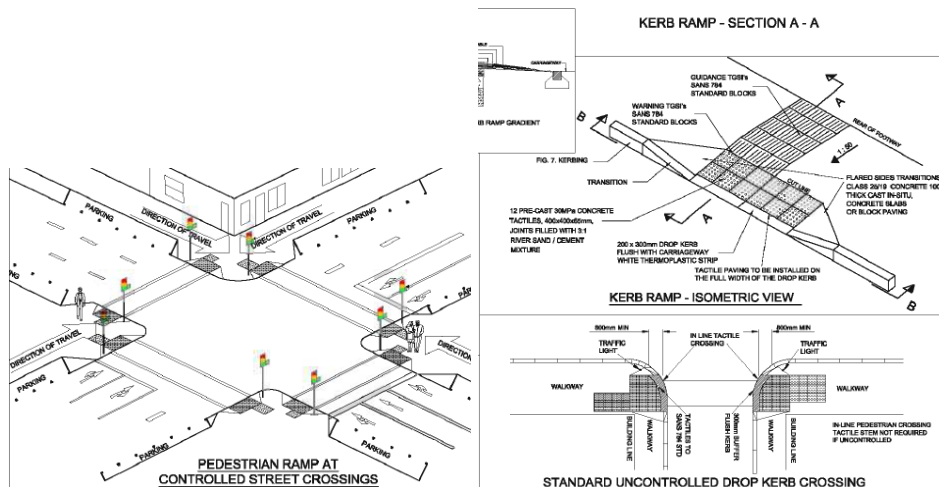 KERB RAMP - SECTION A - A
CARRIAGEWAY
RAMP GRADIENT
GUIDANCE TGSI's
SANS 784
STANDARD BLOCKS
WARNING TGSI's
SANS 784
STANDARD BLOCKS
A
B
REAR OF FOOTWAY
1:50
FIG. 7. KERBING
TRANSITION
CUT LINE
FLARED SIDES TRANSITIONS
CLASS 25/19 CONCRETE 100
THICK CAST IN-SITU,
CONCRETE SLABS
OR BLOCK PAVING
12 PRE-CAST 30MPa CONCRETE
TACTILES, 400x400x65mm,
JOINTS FILLED WITH 3:1
RIVER SAND / CEMENT
MIXTURE
A
200 x 300mm DROP KERB
FLUSH WITH CARRIAGEWAY
WHITE THERMOPLASTIC STRIP
TACTILE PAVING TO BE INSTALLED ON
THE FULL WIDTH OF THE DROP KERB
B
KERB RAMP - ISOMETRIC VIEW
PARKING
DIRECTION OF TRAVEL
DIRECTION OF TRAVEL
PARKING
PARKING
PARKING
DIRECTION OF TRAVEL
DIRECTION
PARKING
PARKING
PEDESTRIAN RAMP AT
CONTROLLED STREET CROSSINGS
MIN
IN LINE TACTILE
CROSSING
MIN
TRAFFIC
LIGHT
TRAFFIC
LIGHT
WALKWAY
WALKWAY
BUILDING LINE
WALKWAY
TACTILES TO
SANS 784 STD
300mm BUFFER
FLUSH KERB
WALKWAY
BUILDING LINE
IN-LINE PEDESTRIAN CROSSING
TACTILE STEM NOT REQUIRED
IF UNCONTROLLED
STANDARD UNCONTROLLED DROP KERB CROSSING